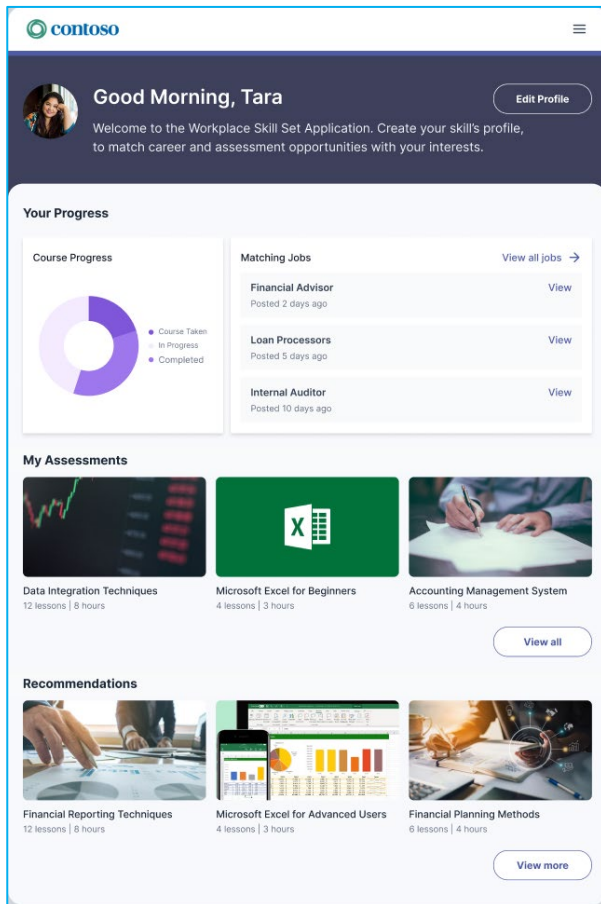 contoso
Good Morning, Tara
Edit Profile
Welcome to the Workplace Skill Set Application. Create your skill's profile,
to match career and assessment opportunities with your interests.
Your Progress
Course Progress
Course Taken
In Progress
Completed
Matching Jobs
View all jobs →
Financial Advisor
View
Posted 2 days ago
Loan Processors
View
Posted 5 days ago
Internal Auditor
View
Posted 10 days ago
My Assessments
X
Data Integration Techniques
12 lessons | 8 hours
Microsoft Excel for Beginners
4 lessons | 3 hours
Accounting Management System
6 lessons | 4 hours
View all
Recommendations
Financial Reporting Techniques
12 lessons | 8 hours
Microsoft Excel for Advanced Users
4 lessons | 3 hours
Financial Planning Methods
6 lessons | 4 hours
View more